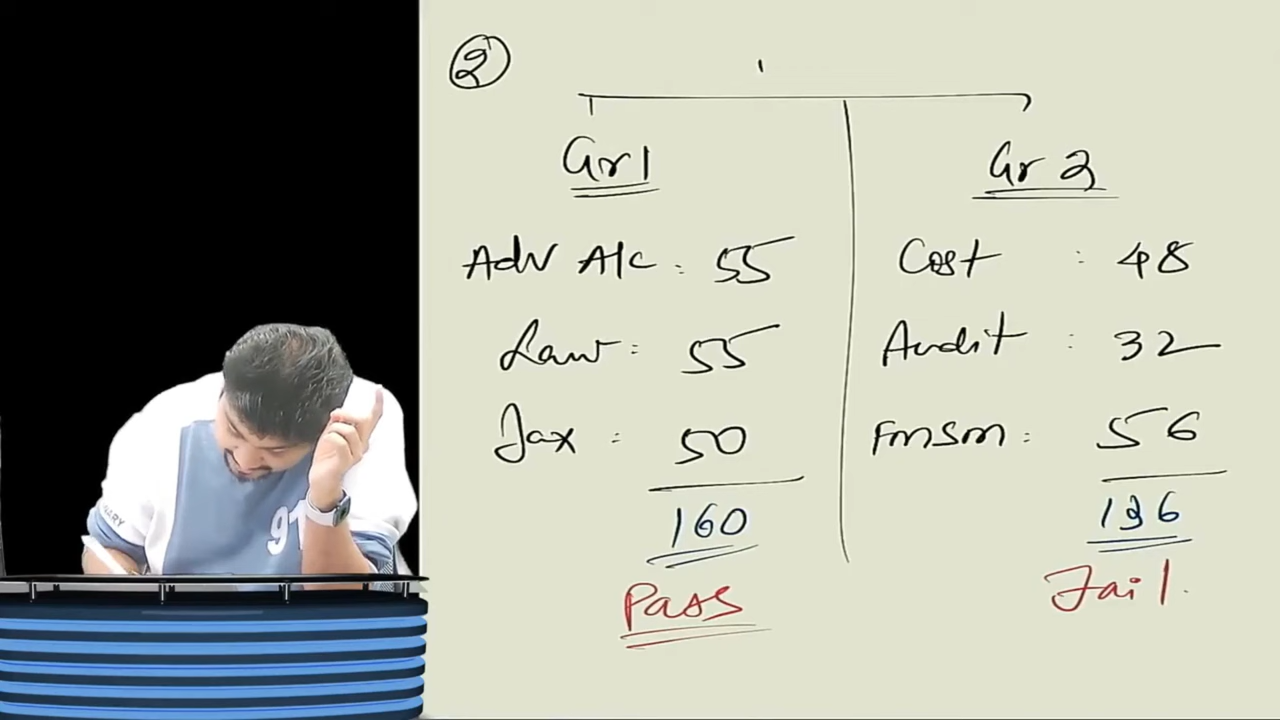 2
Gr 1
Adv A/c : 55
Law : 55
Tax : 50
160
Pass
Gr 2
Cost : 48
Audit : 32
FMSM : 56
136
Fail.
91